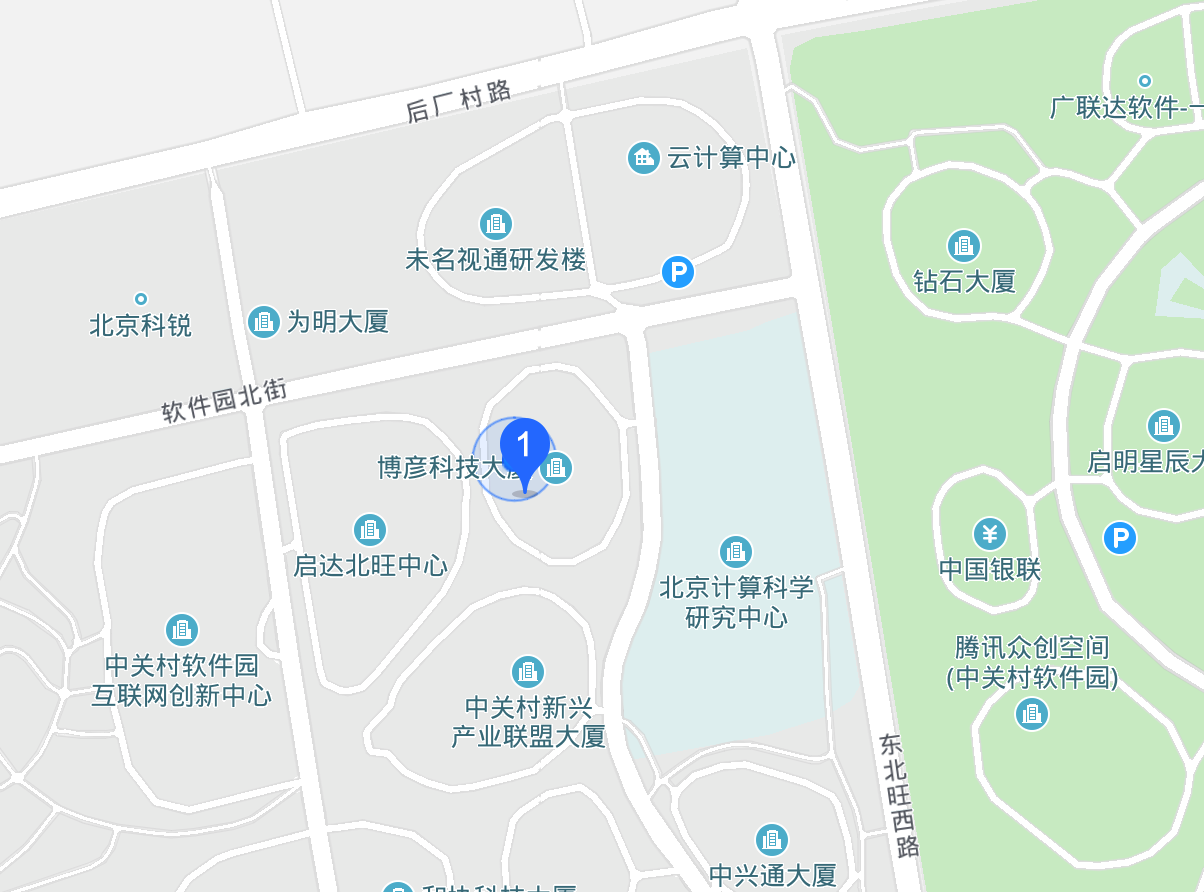 后厂村路
广联达软件-一
云计算中心
未名视通研发楼
P
钻石大厦
北京科锐
为明大厦
软件园北街
1
博彦科技大厦
启明星辰大
启达北旺中心
¥
中国银联
P
北京计算科学
研究中心
中关村软件园
互联网创新中心
腾讯众创空间
(中关村软件园)
中关村新兴
产业联盟大厦
东北旺西路
中兴通大厦